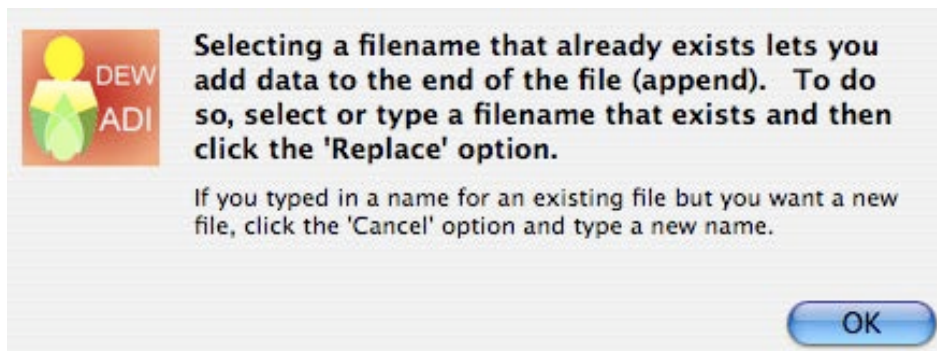 DEW
ADI
Selecting a filename that already exists lets you
add data to the end of the file (append).   To do
so, select or type a filename that exists and then
click the 'Replace' option.
If you typed in a name for an existing file but you want a new
file, click the 'Cancel' option and type a new name.
OK